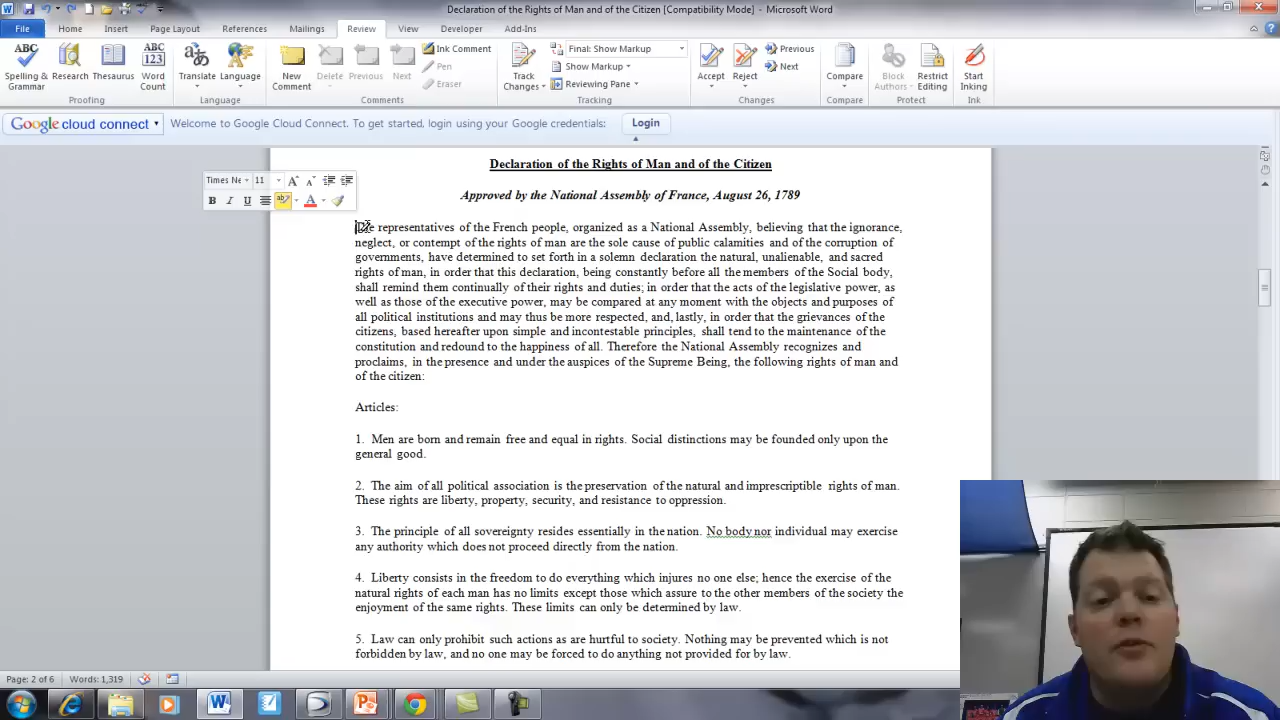 Declaration of the Rights of Man and of the Citizen [Compatibility Mode] - Microsoft Word
File Home Insert Page Layout References Mailings Review View Developer Add-Ins
Spelling & Grammar Research Thesaurus Word Count Translate Language New Comment Delete Previous Next
Ink Comment
Pen
Eraser
Track Changes
Final: Show Markup
Show Markup
Reviewing Pane
Accept Reject
Previous
Next
Compare Block Authors Restrict Editing Start Inking
Proofing Language Comments Tracking Changes Compare Protect Ink
Google cloud connect Welcome to Google Cloud Connect. To get started, login using your Google credentials: Login
Declaration of the Rights of Man and of the Citizen
Times Ne 11
B I U A
Approved by the National Assembly of France, August 26, 1789
representatives of the French people, organized as a National Assembly, believing that the ignorance,
neglect, or contempt of the rights of man are the sole cause of public calamities and of the corruption of
governments, have determined to set forth in a solemn declaration the natural, unalienable, and sacred
rights of man, in order that this declaration, being constantly before all the members of the Social body,
shall remind them continually of their rights and duties; in order that the acts of the legislative power, as
well as those of the executive power, may be compared at any moment with the objects and purposes of
all political institutions and may thus be more respected, and, lastly, in order that the grievances of the
citizens, based hereafter upon simple and incontestable principles, shall tend to the maintenance of the
constitution and redound to the happiness of all. Therefore the National Assembly recognizes and
proclaims, in the presence and under the auspices of the Supreme Being, the following rights of man and
of the citizen:
Articles:
1. Men are born and remain free and equal in rights. Social distinctions may be founded only upon the
general good.
2. The aim of all political association is the preservation of the natural and imprescriptible rights of man.
These rights are liberty, property, security, and resistance to oppression.
3. The principle of all sovereignty resides essentially in the nation. No body nor individual may exercise
any authority which does not proceed directly from the nation.
4. Liberty consists in the freedom to do everything which injures no one else; hence the exercise of the
natural rights of each man has no limits except those which assure to the other members of the society the
enjoyment of the same rights. These limits can only be determined by law.
5. Law can only prohibit such actions as are hurtful to society. Nothing may be prevented which is not
forbidden by law, and no one may be forced to do anything not provided for by law.
Page: 2 of 6 Words: 1,319